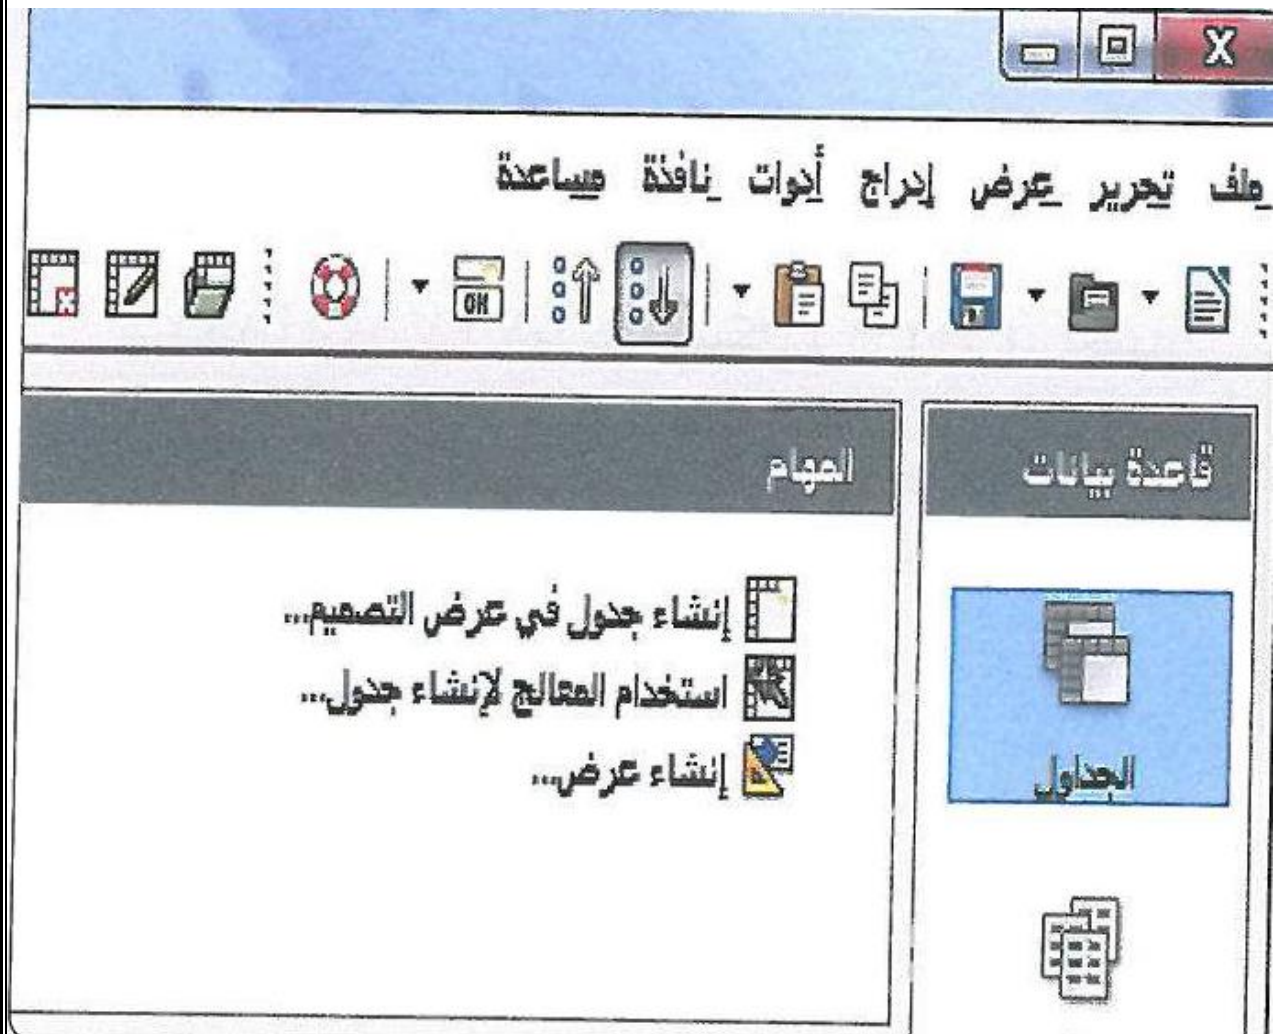 X
ملف تحرير عرض إدراج أدوات نافذة مساعدة
OK
قاعدة بيانات
المهام
الجداول
إنشاء جدول في عرض التصميم...
استخدام المعالج لإنشاء جدول...
إنشاء عرض...